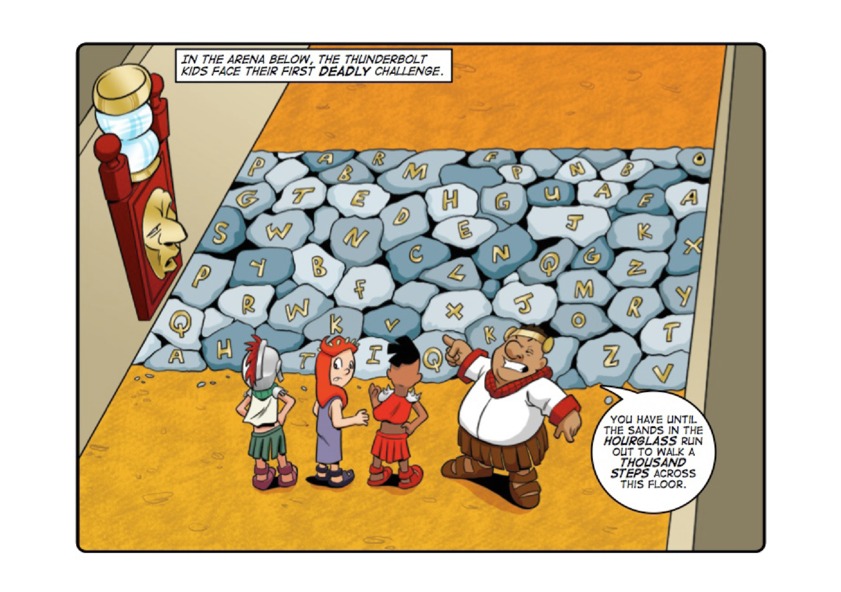 IN THE ARENA BELOW, THE THUNDERBOLT
KIDS FACE THEIR FIRST DEADLY CHALLENGE.
P A R M F P N B O
B
G T E D H G U A F A
S W N E J K X
P Y B C L N Q G Z
R W F X J M R Y
Q K V K O T
A H T I Q Z V
YOU HAVE UNTIL
THE SANDS IN THE
HOURGLASS RUN
OUT TO WALK A
THOUSAND
STEPS ACROSS
THIS FLOOR.